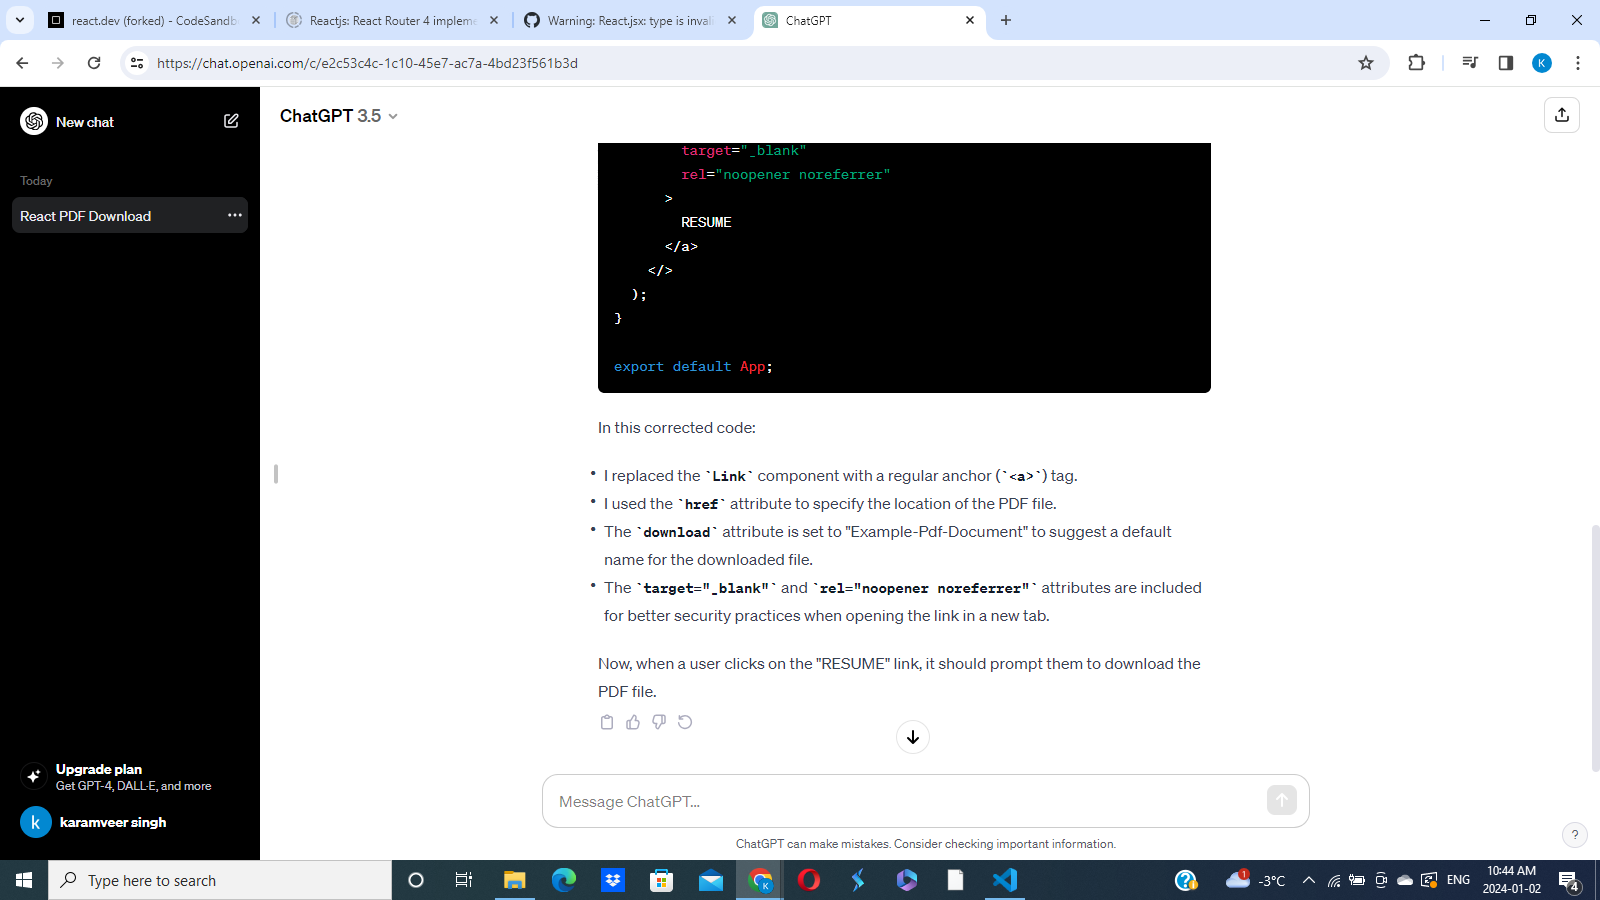 react.dev (forked) - CodeSandb
Reactjs: React Router 4 impleme
Warning: React.jsx: type is inval
ChatGPT
https://chat.openai.com/c/e2c53c4c-1c10-45e7-ac7a-4bd23f561b3d
K
New chat
ChatGPT 3.5
Today
React PDF Download
target="_blank"
rel="noopener noreferrer"
>
RESUME
</a>
</>
);
}
export default App;
In this corrected code:
• I replaced the `Link` component with a regular anchor (`<a>`) tag.
• I used the `href` attribute to specify the location of the PDF file.
• The `download` attribute is set to "Example-Pdf-Document" to suggest a default
name for the downloaded file.
• The `target="_blank"` and `rel="noopener noreferrer"` attributes are included
for better security practices when opening the link in a new tab.
Now, when a user clicks on the "RESUME" link, it should prompt them to download the
PDF file.
Upgrade plan
Get GPT-4, DALL·E, and more
k
karamveer singh
Message ChatGPT...
ChatGPT can make mistakes. Consider checking important information.
?
Type here to search
K
1
-3°C
ENG
10:44 AM
2024-01-02
4